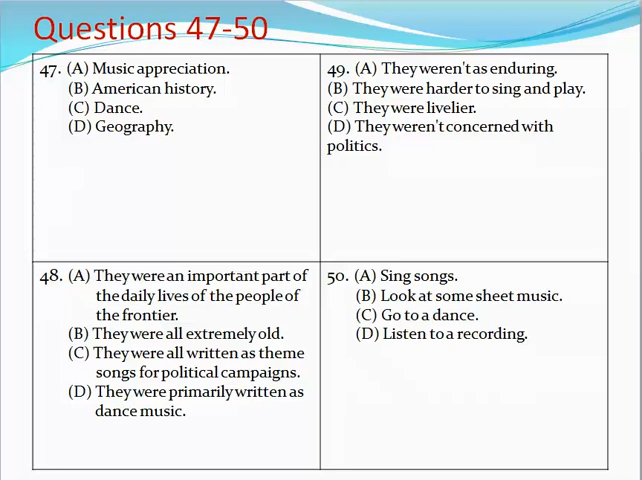 Questions 47-50
47. (A) Music appreciation.
(B) American history.
(C) Dance.
(D) Geography.
49. (A) They weren't as enduring.
(B) They were harder to sing and play.
(C) They were livelier.
(D) They weren't concerned with
politics.
48. (A) They were an important part of
the daily lives of the people of
the frontier.
(B) They were all extremely old.
(C) They were all written as theme
songs for political campaigns.
(D) They were primarily written as
dance music.
50. (A) Sing songs.
(B) Look at some sheet music.
(C) Go to a dance.
(D) Listen to a recording.